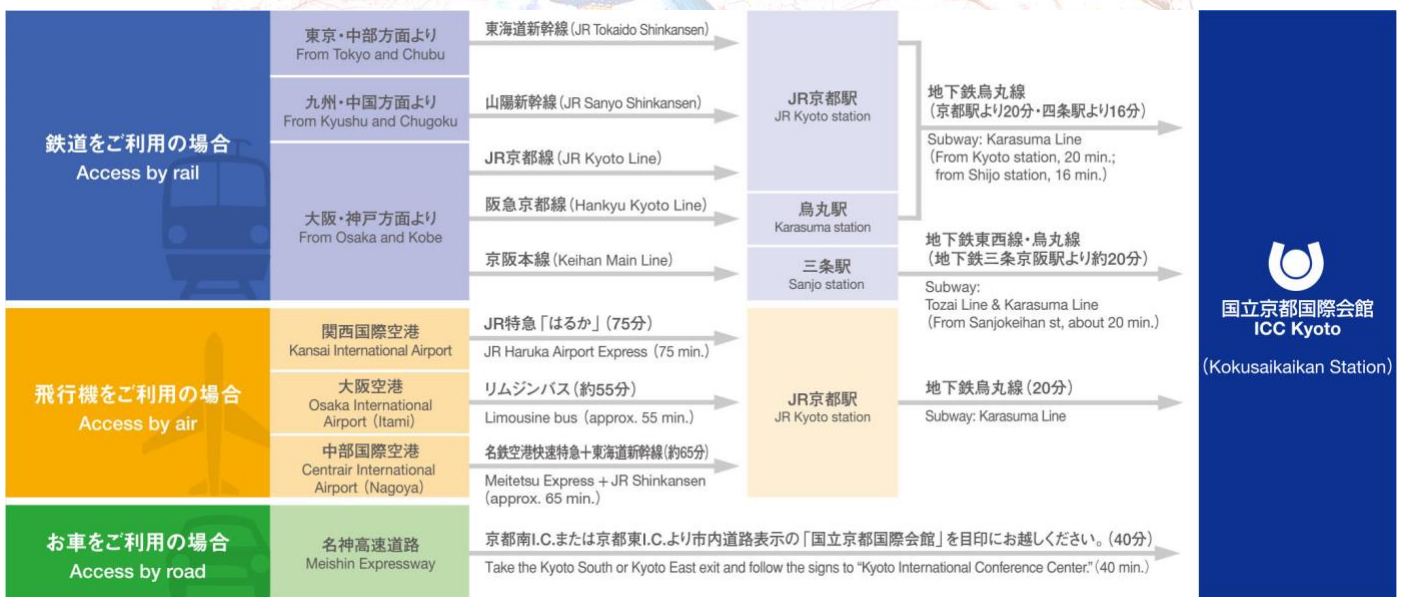 鉄道をご利用の場合
Access by rail
東京・中部方面より
From Tokyo and Chubu
東海道新幹線(JR Tokaido Shinkansen)
九州・中国方面より
From Kyushu and Chugoku
山陽新幹線(JR Sanyo Shinkansen)
大阪・神戸方面より
From Osaka and Kobe
JR京都線(JR Kyoto Line)
阪急京都線(Hankyu Kyoto Line)
京阪本線(Keihan Main Line)
JR京都駅
JR Kyoto station
烏丸駅
Karasuma station
三条駅
Sanjo station
地下鉄烏丸線
(京都駅より20分・四条駅より16分)
Subway: Karasuma Line
(From Kyoto station, 20 min.;
from Shijo station, 16 min.)
地下鉄東西線・烏丸線
(地下鉄三条京阪駅より約20分)
Subway:
Tozai Line & Karasuma Line
(From Sanjokeihan st, about 20 min.)
飛行機をご利用の場合
Access by air
関西国際空港
Kansai International Airport
JR特急「はるか」(75分)
JR Haruka Airport Express (75 min.)
大阪空港
Osaka International
Airport (Itami)
リムジンバス(約55分)
Limousine bus (approx. 55 min.)
中部国際空港
Centrair International
Airport (Nagoya)
名鉄空港快速特急+東海道新幹線(約65分)
Meitetsu Express + JR Shinkansen
(approx. 65 min.)
JR京都駅
JR Kyoto station
地下鉄烏丸線(20分)
Subway: Karasuma Line
お車をご利用の場合
Access by road
名神高速道路
Meishin Expressway
京都南I.C.または京都東I.C.より市内道路表示の「国立京都国際会館」を目印にお越しください。(40分)
Take the Kyoto South or Kyoto East exit and follow the signs to “Kyoto International Conference Center.”(40 min.)
国立京都国際会館
ICC Kyoto
(Kokusaikaikan Station)